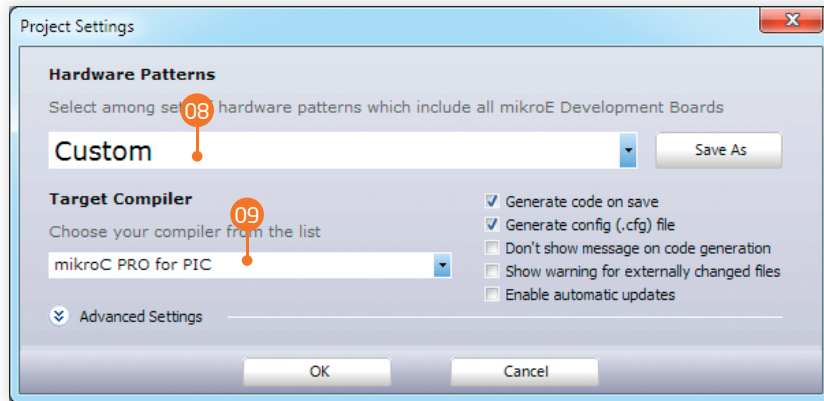 Project Settings
Hardware Patterns
Select among set of hardware patterns which include all mikroE Development Boards
08
Custom
Save As
Target Compiler
09
Choose your compiler from the list
mikroC PRO for PIC
Generate code on save
Generate config (.cfg) file
Don't show message on code generation
Show warning for externally changed files
Enable automatic updates
Advanced Settings
OK
Cancel